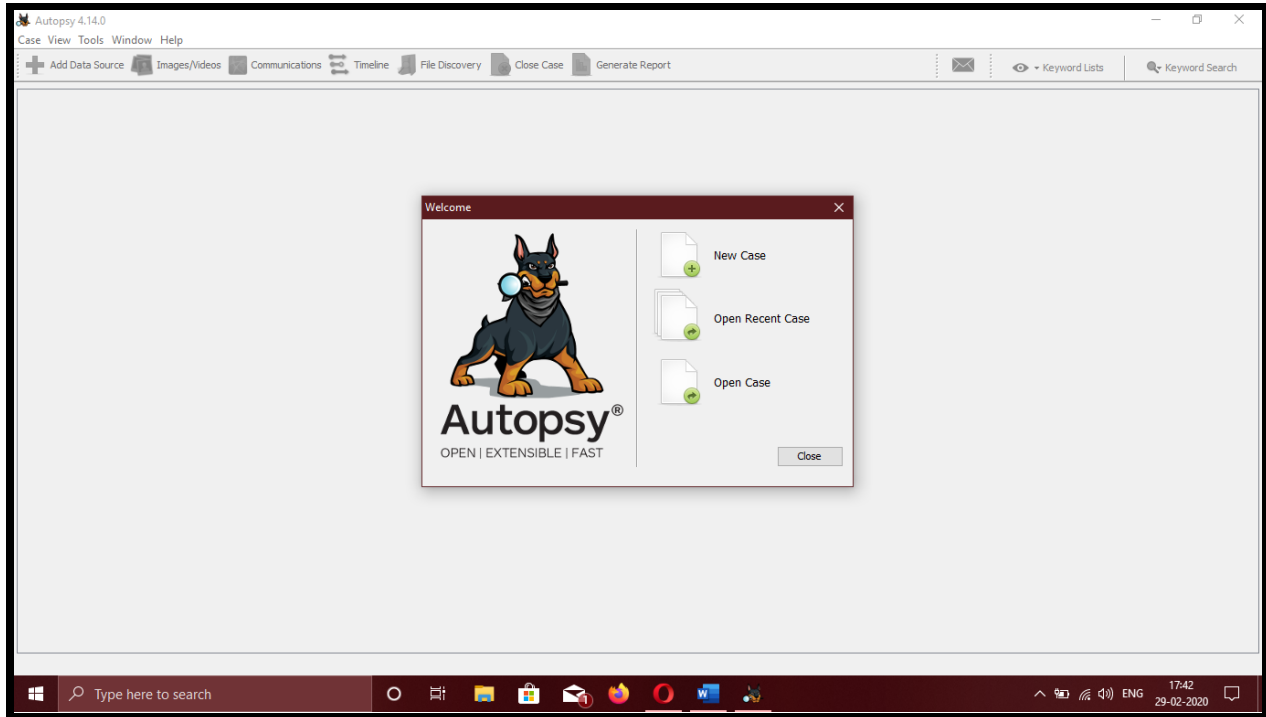 Autopsy 4.14.0
Case View Tools Window Help
Add Data Source Images/Videos Communications Timeline File Discovery Close Case Generate Report Keyword Lists Keyword Search
Welcome
New Case
Open Recent Case
Open Case
Autopsy®
OPEN | EXTENSIBLE | FAST
Close
Type here to search
1
W
ENG
17:42
29-02-2020